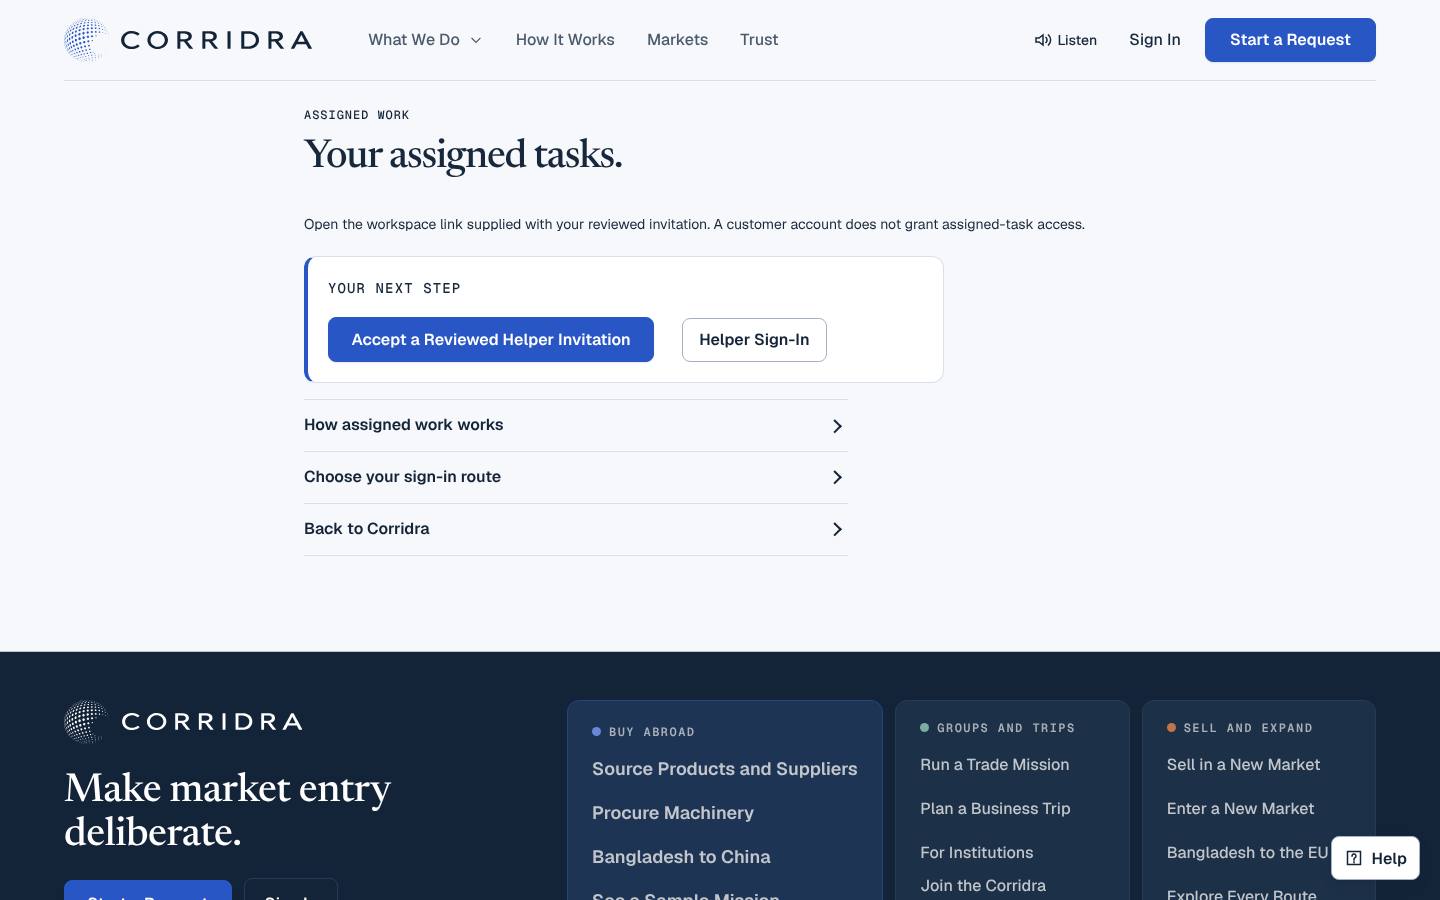 CORRIDRA
What We Do
How It Works
Markets
Trust
Listen
Sign In
Start a Request
ASSIGNED WORK
Your assigned tasks.
Open the workspace link supplied with your reviewed invitation. A customer account does not grant assigned-task access.
YOUR NEXT STEP
Accept a Reviewed Helper Invitation
Helper Sign-In
How assigned work works
Choose your sign-in route
Back to Corridra
CORRIDRA
Make market entry
deliberate.
BUY ABROAD
Source Products and Suppliers
Procure Machinery
Bangladesh to China
GROUPS AND TRIPS
Run a Trade Mission
Plan a Business Trip
For Institutions
Join the Corridra
SELL AND EXPAND
Sell in a New Market
Enter a New Market
Bangladesh to the EU
Explore Every Route
Help